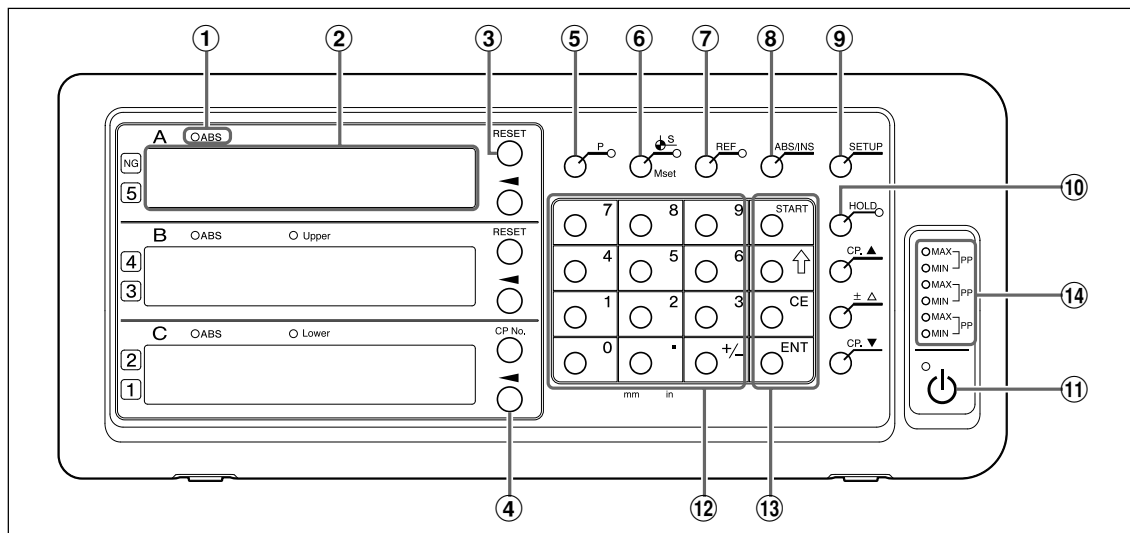 ① ② ③ ⑤ ⑥ ⑦ ⑧ ⑨
A ABS RESET
P S REF ABS/INS SETUP
Mset
NG
5
7 8 9 START
HOLD
⑩
B ABS Upper RESET
4
3
4 5 6
CP. ▲
MAX PP
MIN
MAX PP
MIN
MAX PP
MIN
⑭
1 2 3 CE
± △
C ABS Lower CP No.
2
1
0 . +/− ENT
CP. ▼
mm in
⑪
④ ⑫ ⑬